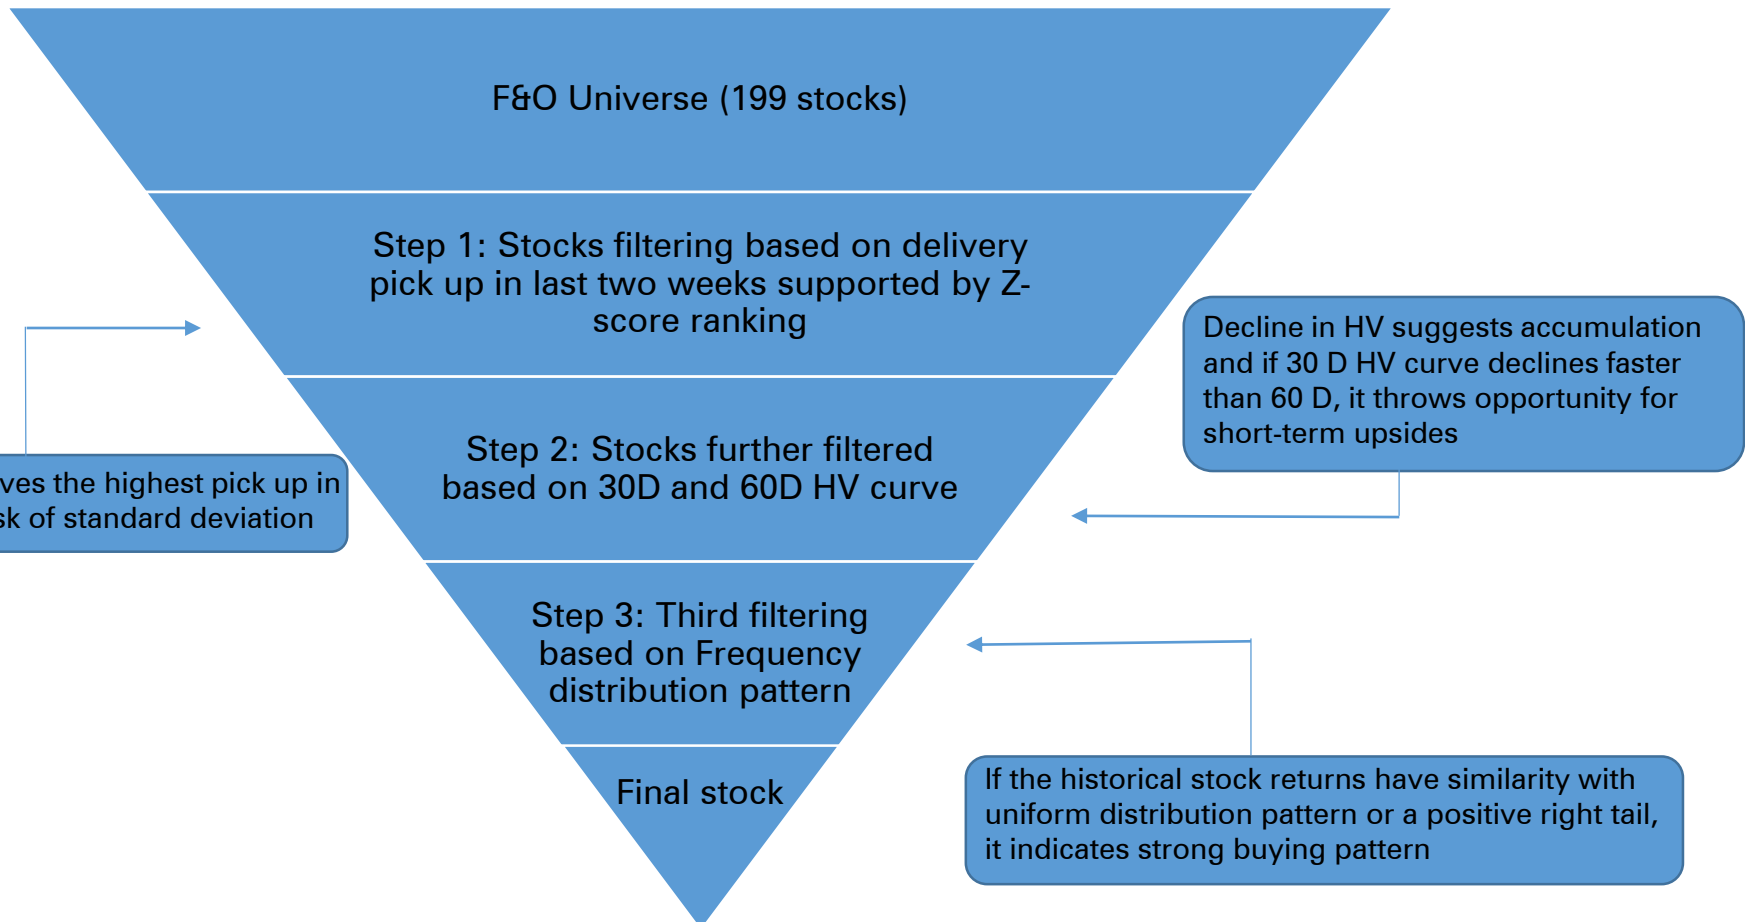 F&O Universe (199 stocks)
Step 1: Stocks filtering based on delivery
pick up in last two weeks supported by Z-
score ranking
Decline in HV suggests accumulation
and if 30 D HV curve declines faster
than 60 D, it throws opportunity for
short-term upsides
Step 2: Stocks further filtered
based on 30D and 60D HV curve
the highest pick up in
of standard deviation
Step 3: Third filtering
based on Frequency
distribution pattern
Final stock
If the historical stock returns have similarity with
uniform distribution pattern or a positive right tail,
it indicates strong buying pattern